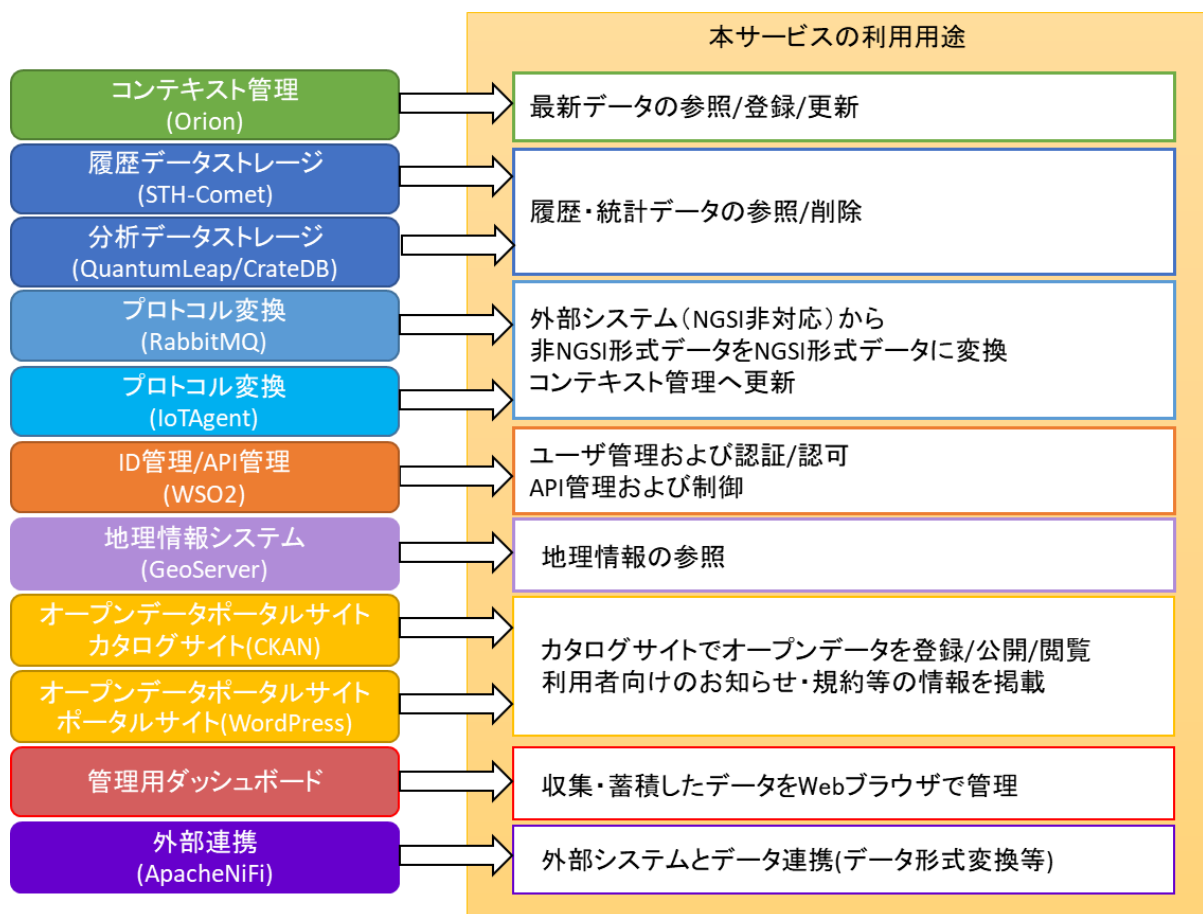 本サービスの利用用途
コンテキスト管理
(Orion)
最新データの参照/登録/更新
履歴データストレージ
(STH-Comet)
分析データストレージ
(QuantumLeap/CrateDB)
履歴・統計データの参照/削除
プロトコル変換
(RabbitMQ)
プロトコル変換
(IoTAgent)
外部システム(NGSI非対応)から
非NGSI形式データをNGSI形式データに変換
コンテキスト管理へ更新
ID管理/API管理
(WSO2)
ユーザ管理および認証/認可
API管理および制御
地理情報システム
(GeoServer)
地理情報の参照
オープンデータポータルサイト
カタログサイト(CKAN)
オープンデータポータルサイト
ポータルサイト(WordPress)
カタログサイトでオープンデータを登録/公開/閲覧
利用者向けのお知らせ・規約等の情報を掲載
管理用ダッシュボード
収集・蓄積したデータをWebブラウザで管理
外部連携
(ApacheNiFi)
外部システムとデータ連携(データ形式変換等)